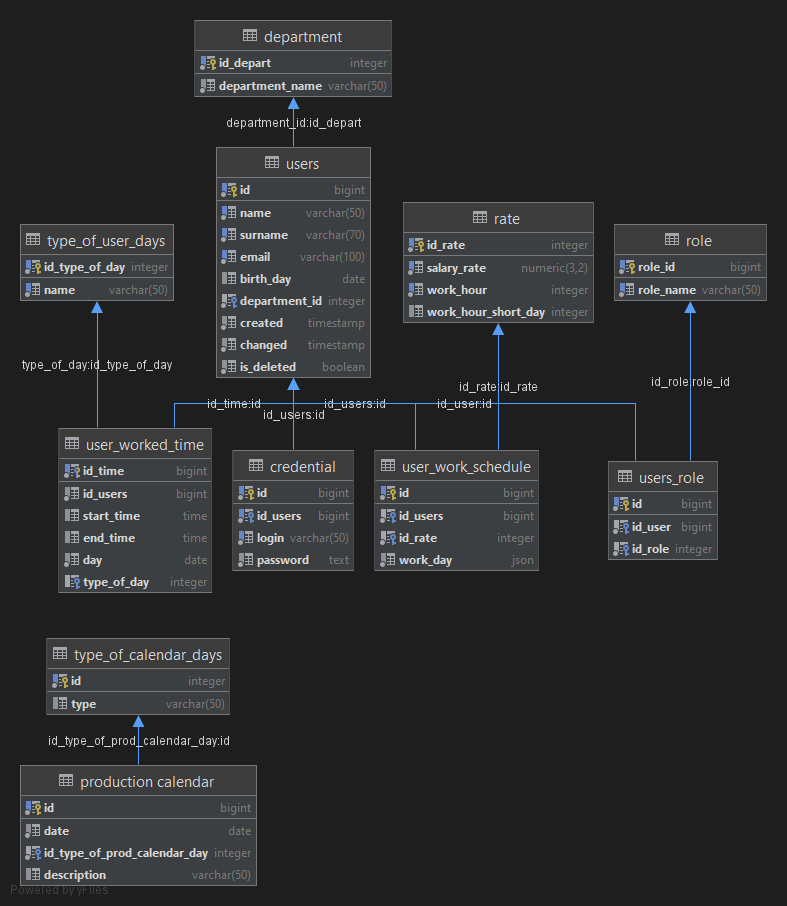 department
id_depart integer
department_name varchar(50)
department_id:id_depart
users
id bigint
name varchar(50)
surname varchar(70)
email varchar(100)
birth_day date
department_id integer
created timestamp
changed timestamp
is_deleted boolean
rate
id_rate integer
salary_rate numeric(3,2)
work_hour integer
work_hour_short_day integer
type_of_user_days
id_type_of_day integer
name varchar(50)
role
role_id bigint
role_name varchar(50)
type_of_day:id_type_of_day
id_rate:id_rate
id_role:role_id
id_time:id
id_users:id
id_user:id
id_users:id
user_worked_time
id_time bigint
id_users bigint
start_time time
end_time time
day date
type_of_day integer
credential
id bigint
id_users bigint
login varchar(50)
password text
user_work_schedule
id bigint
id_users bigint
id_rate integer
work_day json
users_role
id bigint
id_user bigint
id_role integer
type_of_calendar_days
id integer
type varchar(50)
id_type_of_prod_calendar_day:id
production calendar
id bigint
date date
id_type_of_prod_calendar_day integer
description varchar(50)
Powered by yFiles